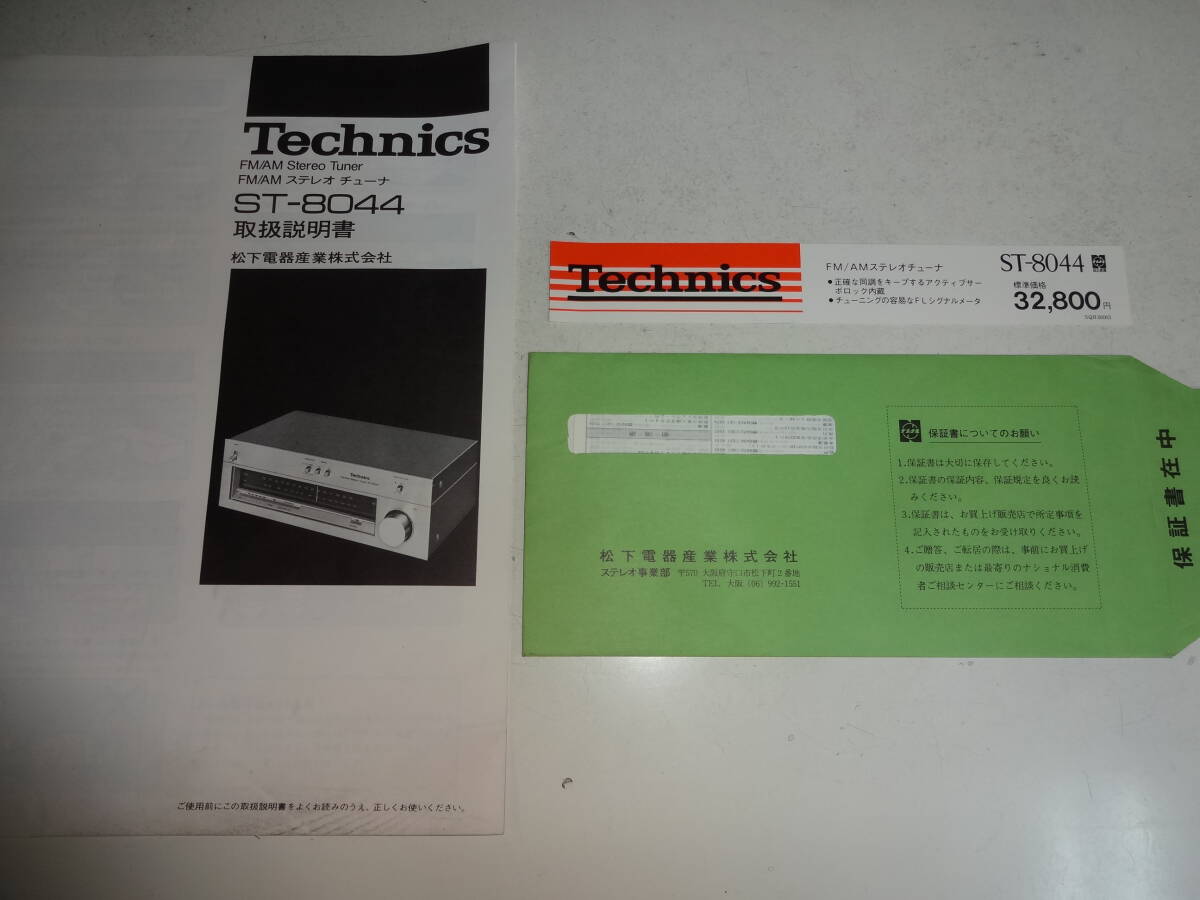 Technics
FM/AM Stereo Tuner
FM/AM ステレオ チューナ
ST-8044
取扱説明書
松下電器産業株式会社
Technics
ご使用前にこの取扱説明書をよくお読みのうえ、正しくお使いください。
Technics
FM/AMステレオチューナ
●正確な同調をキープするアクティブサー
ボロック内蔵
●チューニングの容易なFLシグナルメータ
ST-8044
標準価格
32,800円
松下電器産業株式会社
ステレオ事業部 〒570 大阪府守口市松下町2番地
TEL 大阪(06)992-1551
保証書についてのお願い
1.保証書は大切に保存してください。
2.保証書の保証内容、保証規定を良くお読
みください。
3.保証書は、お買上げ販売店で所定事項を
記入されたものをお受け取りください。
4.ご贈答、ご転居の際は、事前にお買上げ
の販売店または最寄りのナショナル消費
者ご相談センターにご相談ください。
保証書在中